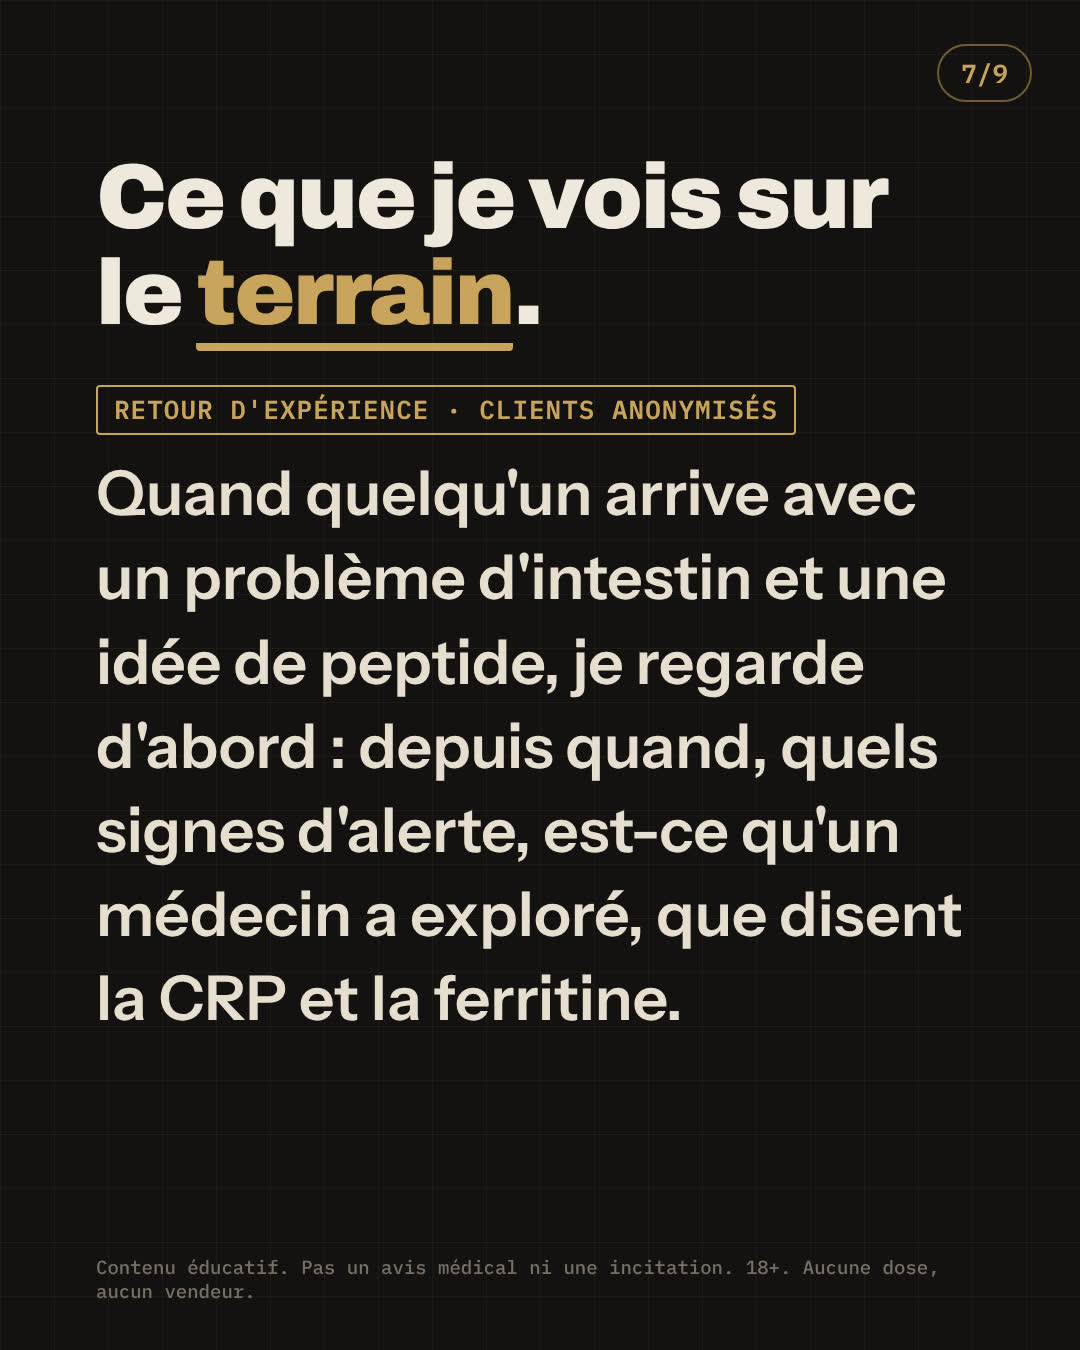 7/9
Ce que je vois sur
le terrain.
RETOUR D'EXPÉRIENCE · CLIENTS ANONYMISÉS
Quand quelqu'un arrive avec
un problème d'intestin et une
idée de peptide, je regarde
d'abord : depuis quand, quels
signes d'alerte, est-ce qu'un
médecin a exploré, que disent
la CRP et la ferritine.
Contenu éducatif. Pas un avis médical ni une incitation. 18+. Aucune dose,
aucun vendeur.